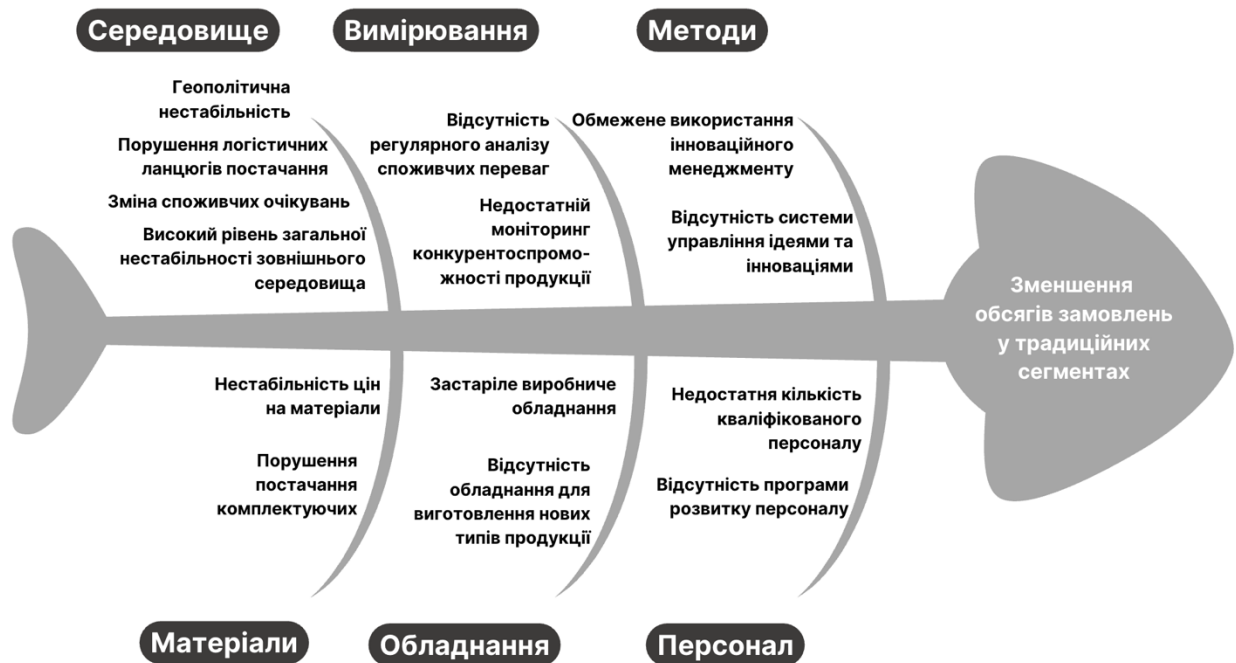 Середовище
Вимірювання
Методи
Геополітична
нестабільність
Порушення логістичних
ланцюгів постачання
Зміна споживчих очікувань
Високий рівень загальної
нестабільності зовнішнього
середовища
Відсутність
регулярного аналізу
споживчих переваг
Недостатній
моніторинг
конкурентоспромо-
жності продукції
Обмежене використання
інноваційного
менеджменту
Відсутність системи
управління ідеями та
інноваціями
Зменшення
обсягів замовлень
у традиційних
сегментах
Нестабільність цін
на матеріали
Порушення
постачання
комплектуючих
Застаріле виробниче
обладнання
Відсутність
обладнання для
виготовлення нових
типів продукції
Недостатня кількість
кваліфікованого
персоналу
Відсутність програми
розвитку персоналу
Матеріали
Обладнання
Персонал